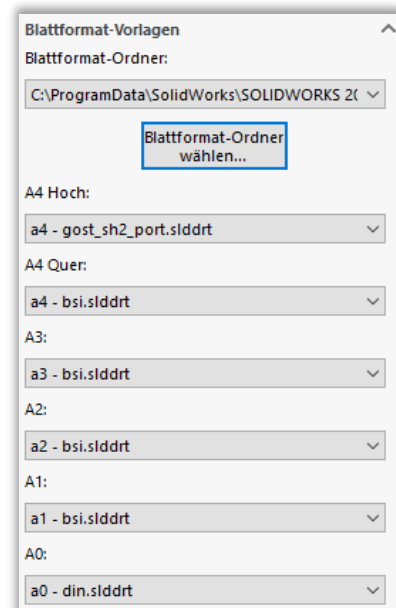 Blattformat-Vorlagen
Blattformat-Ordner:
C:\ProgramData\SolidWorks\SOLIDWORKS 20
Blattformat-Ordner
wählen...
A4 Hoch:
a4 - gost_sh2_port.slddrt
A4 Quer:
a4 - bsi.slddrt
A3:
a3 - bsi.slddrt
A2:
a2 - bsi.slddrt
A1:
a1 - bsi.slddrt
A0:
a0 - din.slddrt